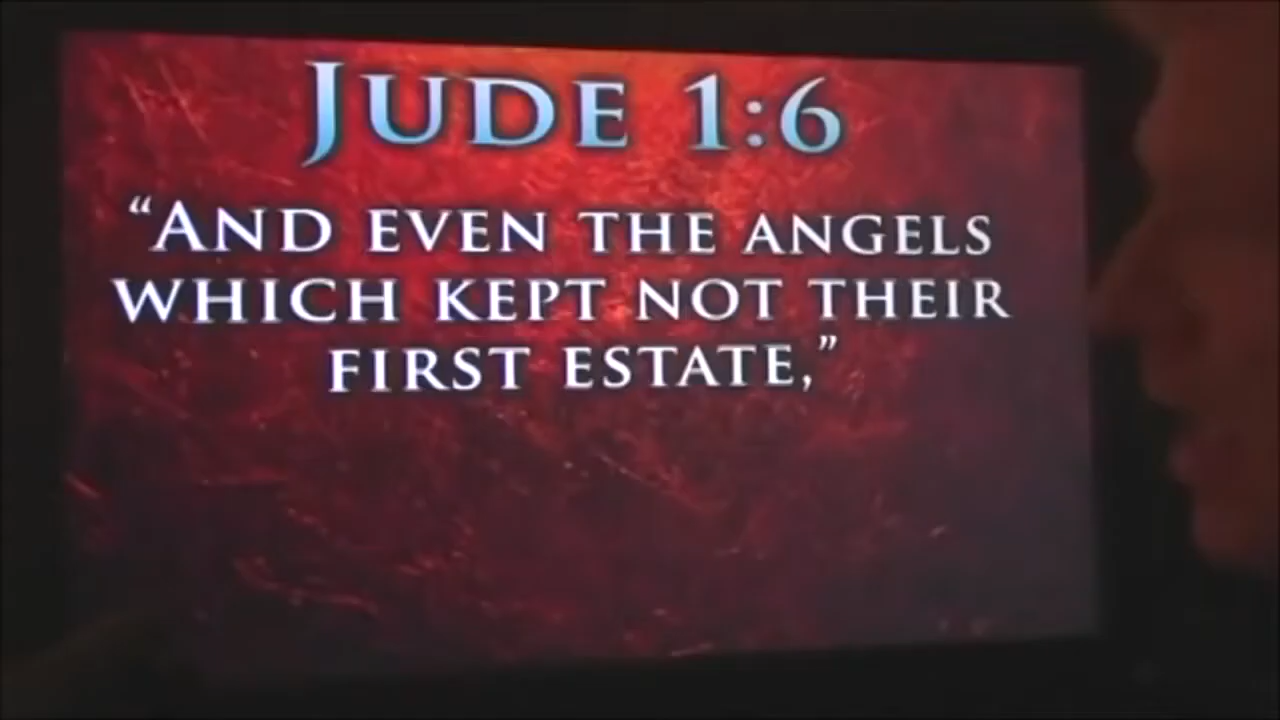 JUDE 1:6
“AND EVEN THE ANGELS
WHICH KEPT NOT THEIR
FIRST ESTATE,”